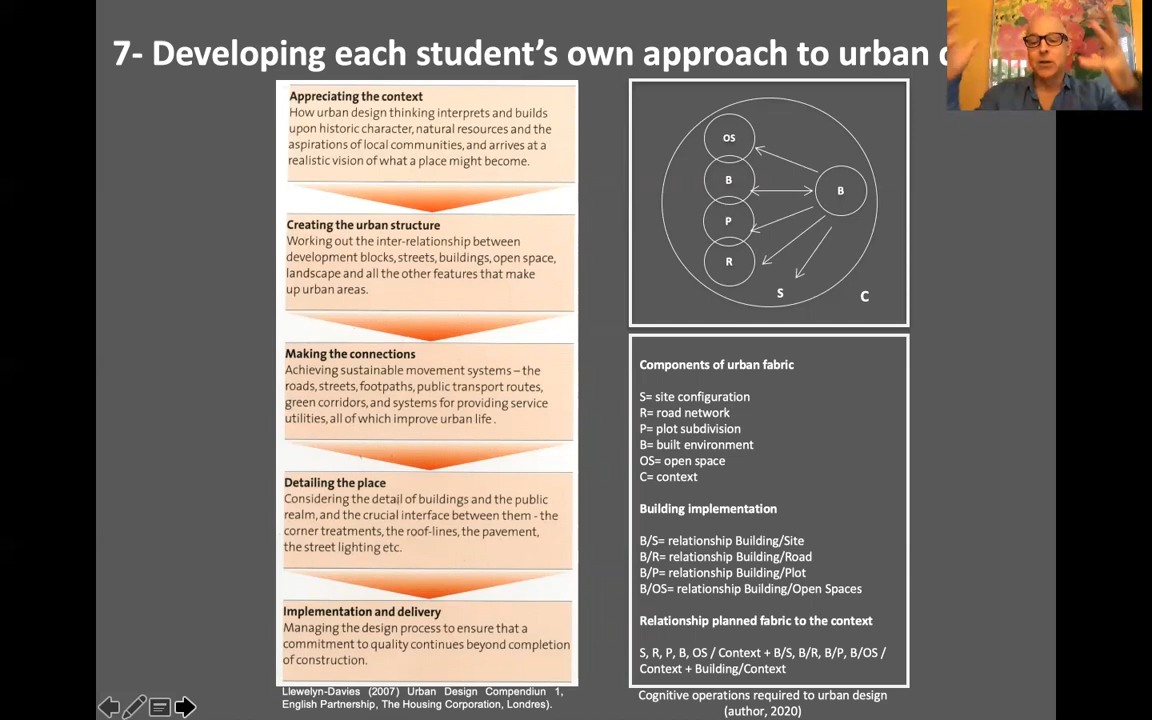 7- Developing each student's own approach to urban
Appreciating the context
How urban design thinking interprets and builds
upon historic character, natural resources and the
aspirations of local communities, and arrives at a
realistic vision of what a place might become.
Creating the urban structure
Working out the inter-relationship between
development blocks, streets, buildings, open space,
landscape and all the other features that make
up urban areas.
Making the connections
Achieving sustainable movement systems – the
roads, streets, footpaths, public transport routes,
green corridors, and systems for providing service
utilities, all of which improve urban life .
Detailing the place
Considering the detail of buildings and the public
realm, and the crucial interface between them - the
corner treatments, the roof-lines, the pavement,
the street lighting etc.
Implementation and delivery
Managing the design process to ensure that a
commitment to quality continues beyond completion
of construction.
Llewelyn-Davies (2007) Urban Design Compendiun 1,
English Partnership, The Housing Corporation, Londres).
OS
B
P
R
B
S
C
Components of urban fabric
S= site configuration
R= road network
P= plot subdivision
B= built environment
OS= open space
C= context
Building implementation
B/S= relationship Building/Site
B/R= relationship Building/Road
B/P= relationship Building/Plot
B/OS= relationship Building/Open Spaces
Relationship planned fabric to the context
S, R, P, B, OS / Context + B/S, B/R, B/P, B/OS /
Context + Building/Context
Cognitive operations required to urban design
(author, 2020)